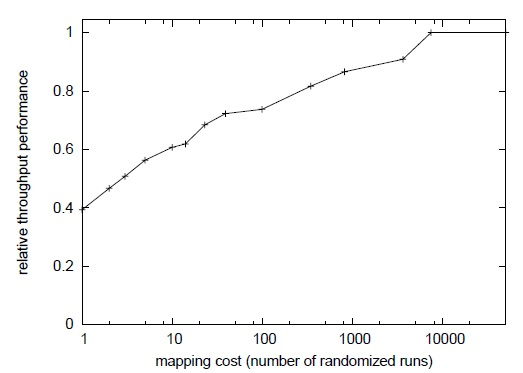 1
0.8
0.6
0.4
0.2
0
1 10 100 1000 10000
relative throughput performance
mapping cost (number of randomized runs)